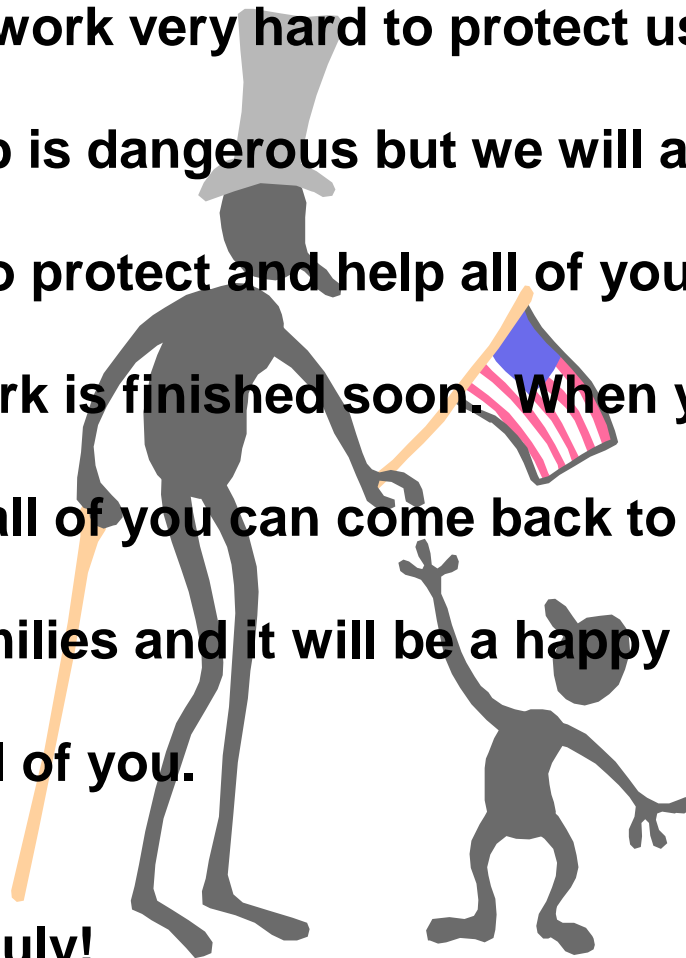 work very hard to protect us
is dangerous but we will a
protect and help all of you
rk is finished soon. When y
all of you can come back to
milies and it will be a happy
of you.
uly!